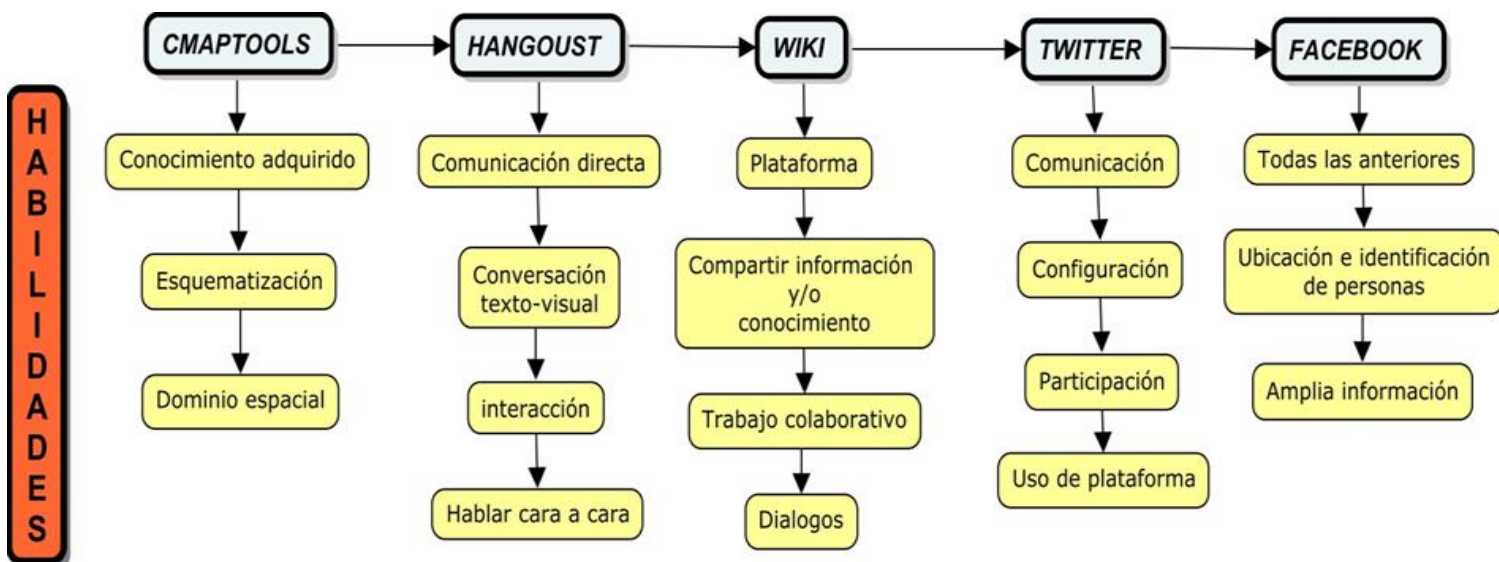 HABILIDADES
CMAPTOOLS
Conocimiento adquirido
Esquematización
Dominio espacial
HANGOUST
Comunicación directa
Conversación
texto-visual
interacción
Hablar cara a cara
WIKI
Plataforma
Compartir información
y/o
conocimiento
Trabajo colaborativo
Dialogos
TWITTER
Comunicación
Configuración
Participación
Uso de plataforma
FACEBOOK
Todas las anteriores
Ubicación e identificación
de personas
Amplia información